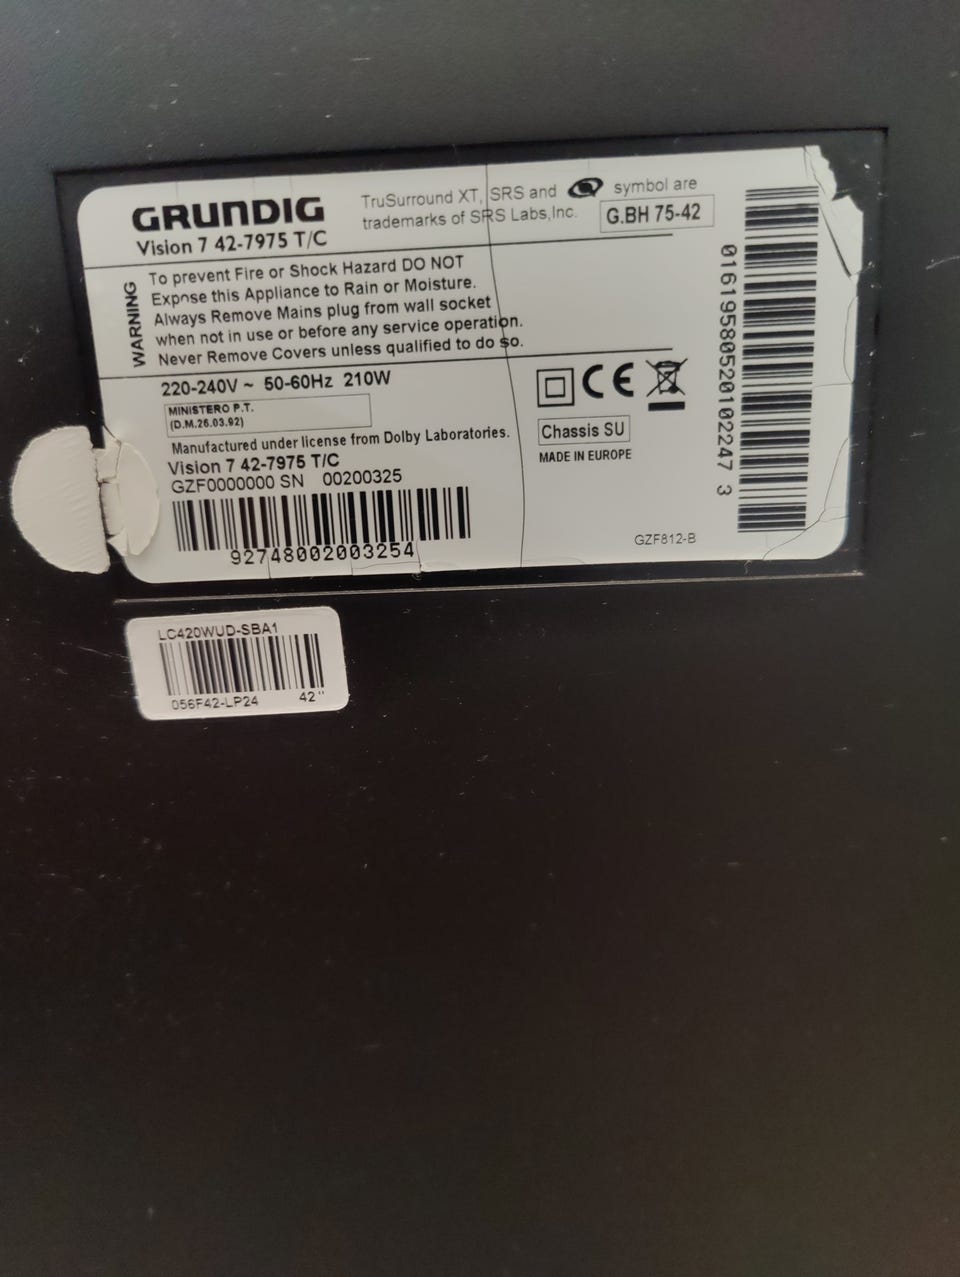 GRUNDIG
Vision 7 42-7975 T/C
TruSurround XT, SRS and symbol are
trademarks of SRS Labs,Inc.
G.BH 75-42
WARNING
To prevent Fire or Shock Hazard DO NOT
Expose this Appliance to Rain or Moisture.
Always Remove Mains plug from wall socket
when not in use or before any service operation.
Never Remove Covers unless qualified to do so.
220-240V ~ 50-60Hz 210W
MINISTERO P.T.
(D.M.26.03.92)
Manufactured under license from Dolby Laboratories.
Vision 7 42-7975 T/C
GZF0000000 SN 00200325
92748002003254
CE
Chassis SU
MADE IN EUROPE
GZF812-B
01619580520102247 3
LC420WUD-SBA1
056F42-LP24 42"